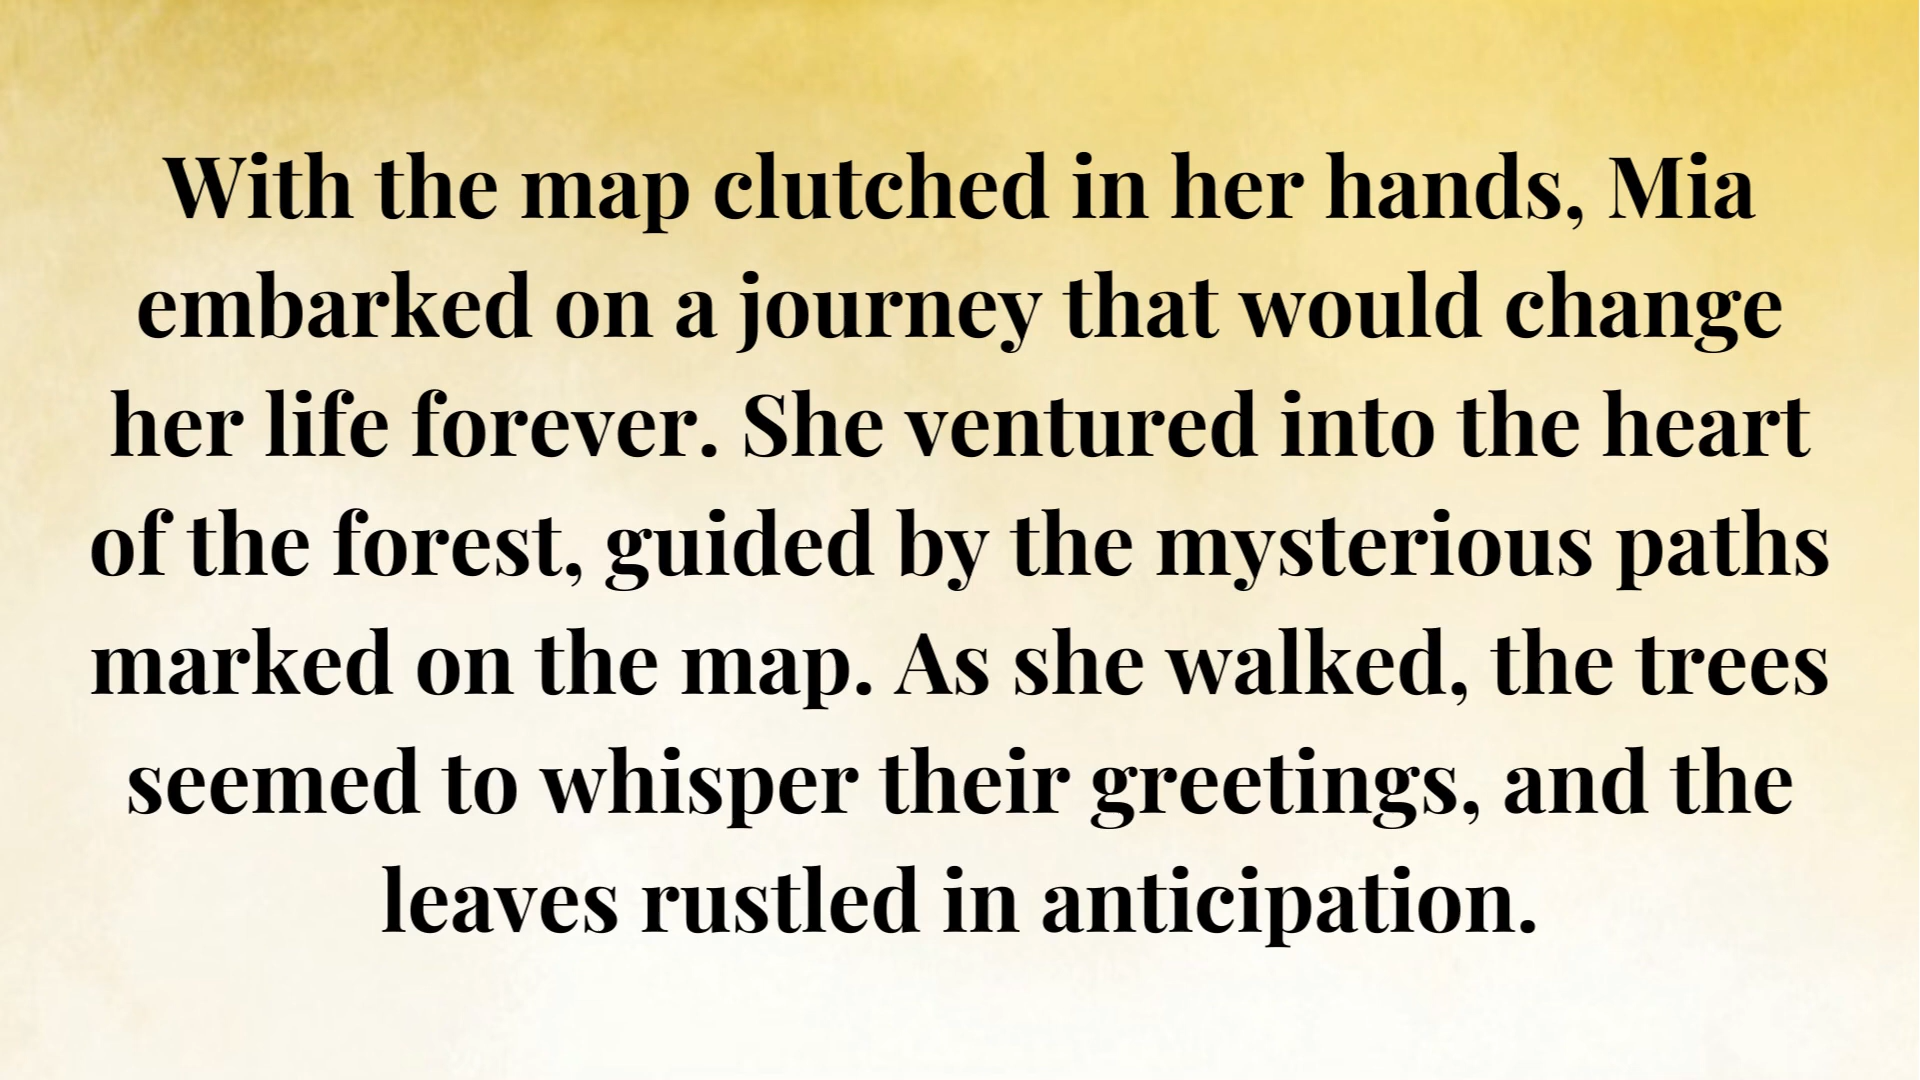 With the map clutched in her hands, Mia
embarked on a journey that would change
her life forever. She ventured into the heart
of the forest, guided by the mysterious paths
marked on the map. As she walked, the trees
seemed to whisper their greetings, and the
leaves rustled in anticipation.